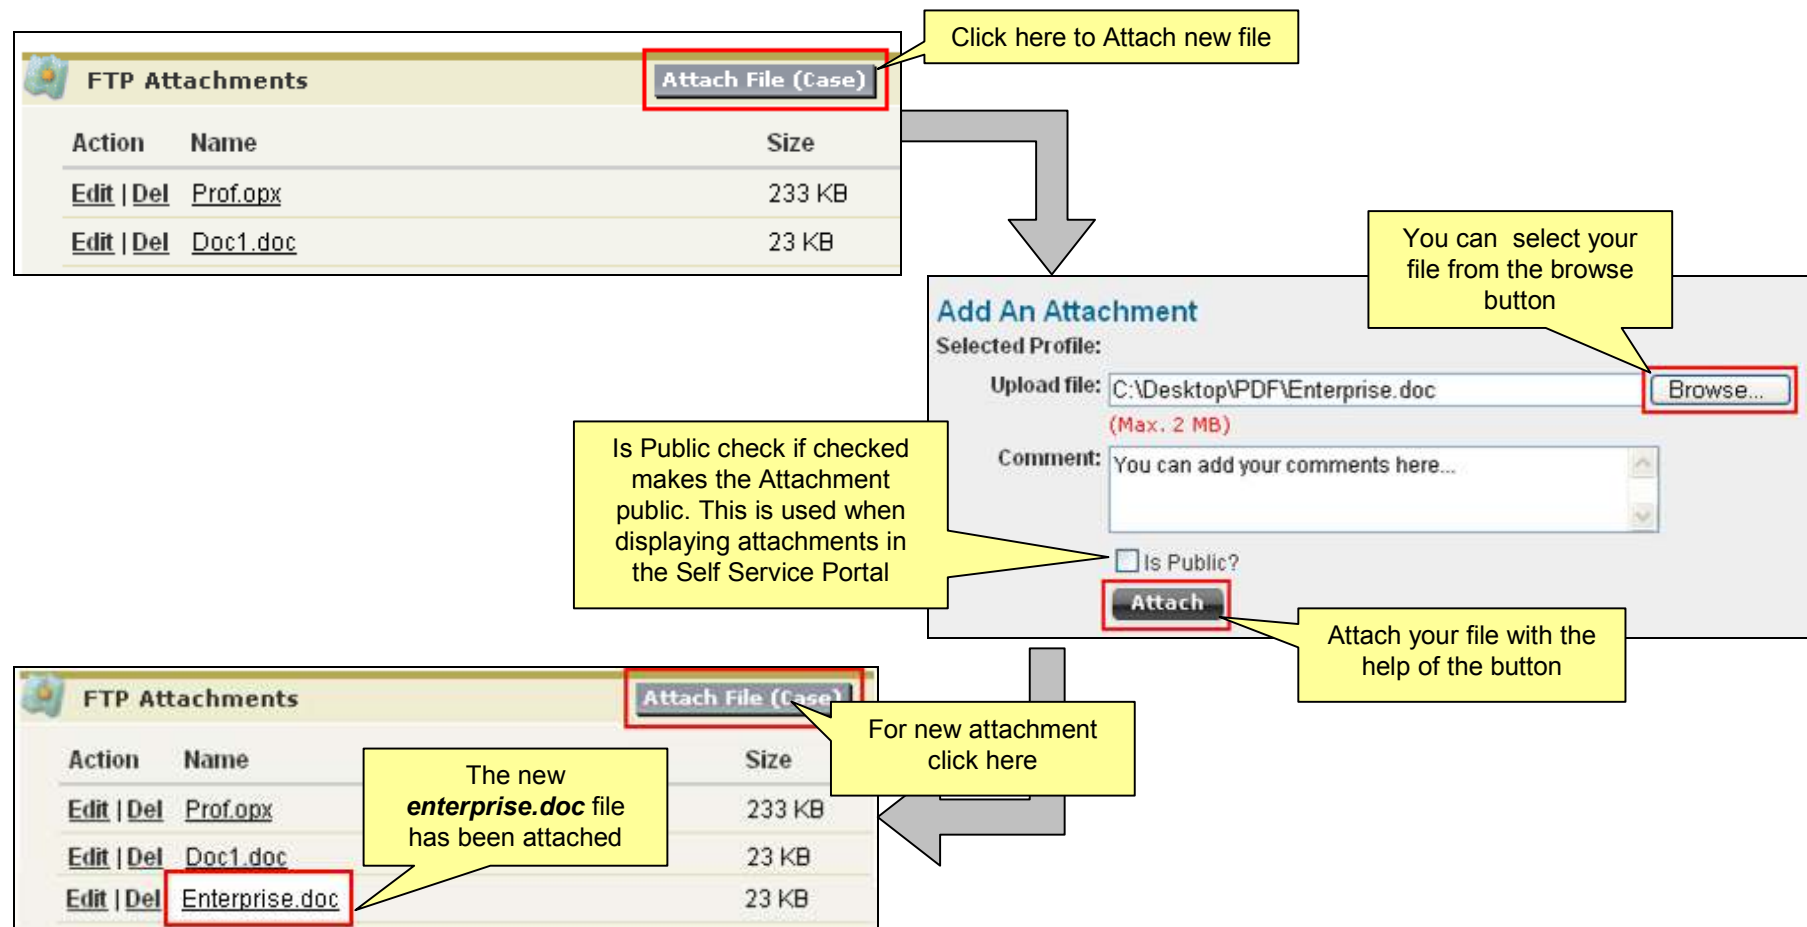 Click here to Attach new file
FTP Attachments Attach File (Case)
Action Name Size
Edit | Del Prof.opx 233 KB
Edit | Del Doc1.doc 23 KB
You can select your
file from the browse
button
Add An Attachment
Selected Profile:
Upload file: C:\Desktop\PDF\Enterprise.doc Browse...
(Max. 2 MB)
Comment: You can add your comments here...
Is Public check if checked
makes the Attachment
public. This is used when
displaying attachments in
the Self Service Portal
Is Public?
Attach
Attach your file with the
help of the button
FTP Attachments Attach File (Case)
For new attachment
click here
Action Name Size
The new
enterprise.doc file
has been attached
Edit | Del Prof.opx 233 KB
Edit | Del Doc1.doc 23 KB
Edit | Del Enterprise.doc 23 KB